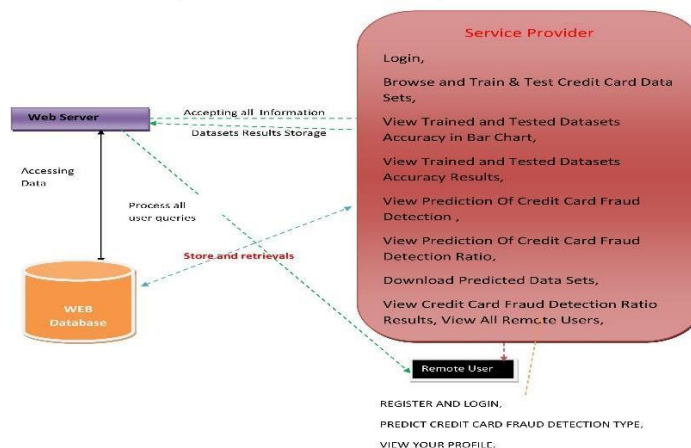 Service Provider
Login,
Browse and Train & Test Credit Card Data
Sets,
View Trained and Tested Datasets
Accuracy in Bar Chart,
View Trained and Tested Datasets
Accuracy Results,
View Prediction Of Credit Card Fraud
Detection ,
View Prediction Of Credit Card Fraud
Detection Ratio,
Download Predicted Data Sets,
View Credit Card Fraud Detection Ratio
Results, View All Remote Users,
Web Server
Accepting all Information
Datasets Results Storage
Accessing
Data
Process all
user queries
Store and retrievals
WEB
Database
Remote User
REGISTER AND LOGIN,
PREDICT CREDIT CARD FRAUD DETECTION TYPE,
VIEW YOUR PROFILE.